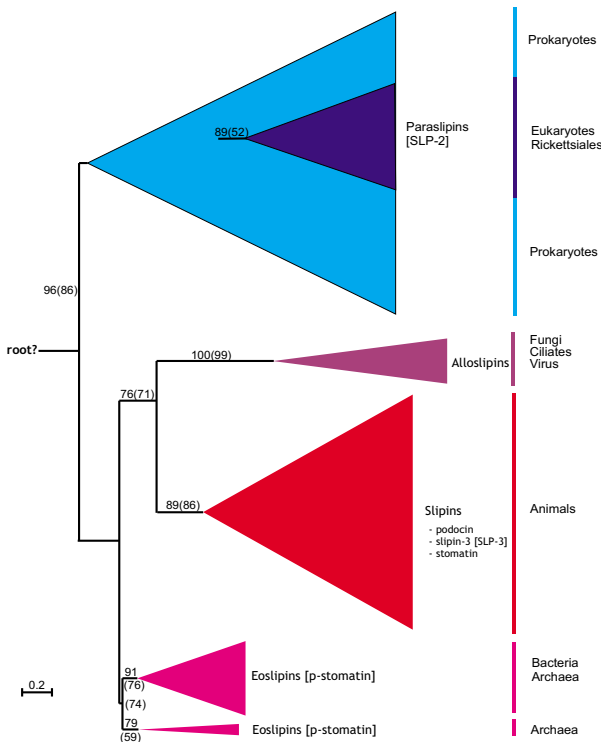 Prokaryotes
89(52)
Paraslipins
[SLP-2]
Eukaryotes
Rickettsiales
Prokaryotes
96(86)
root?
100(99)
Alloslipins
Fungi
Ciliates
Virus
76(71)
89(86)
Slipins
- podocin
- slipin-3 [SLP-3]
- stomatin
Animals
91
(76)
Eoslipins [p-stomatin]
Bacteria
Archaea
0.2
(74)
79
(59)
Eoslipins [p-stomatin]
Archaea